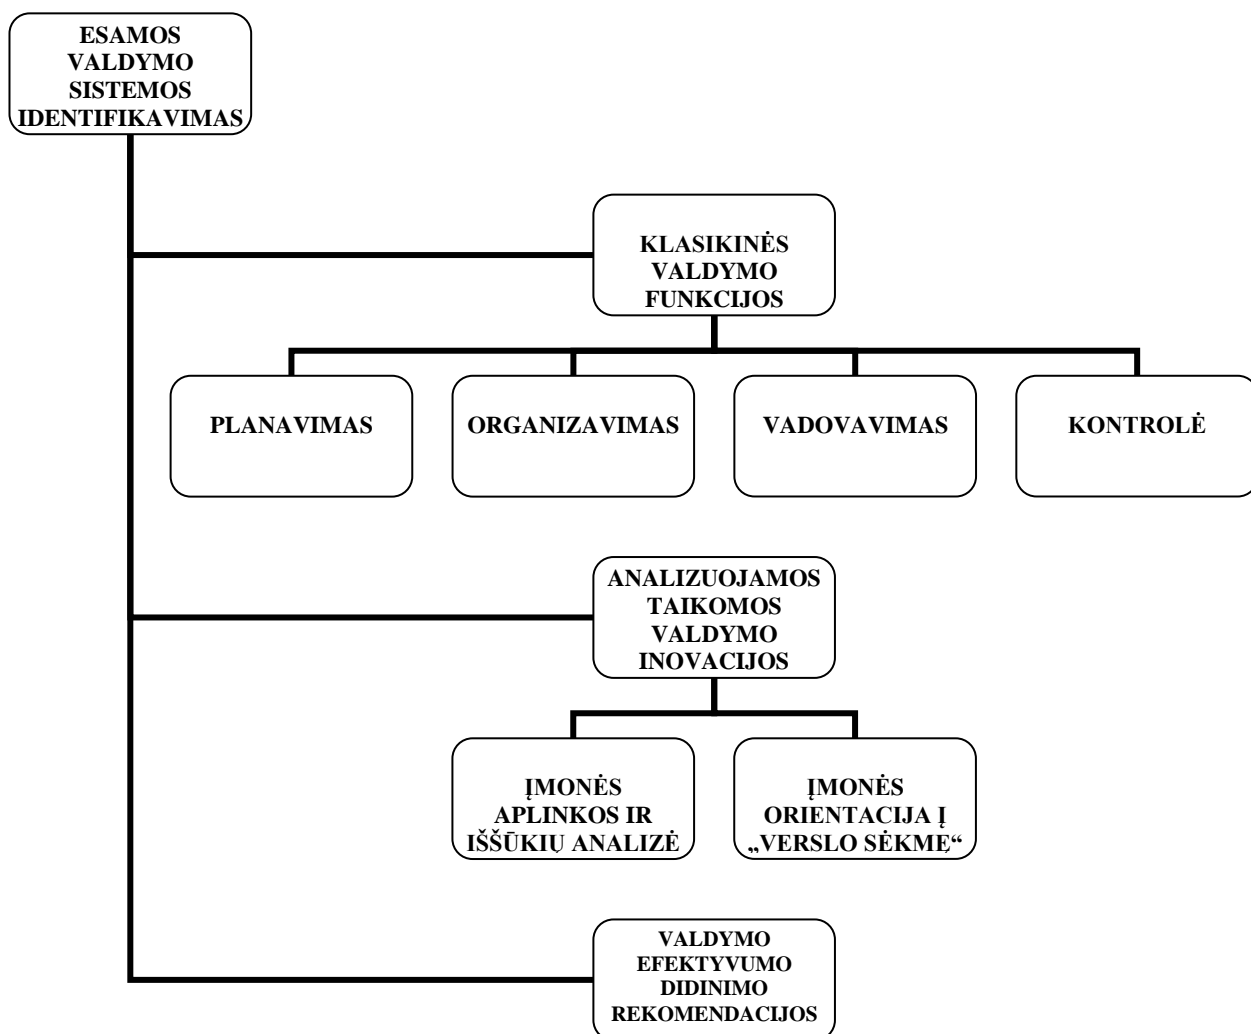 ESAMOS
VALDYMO
SISTEMOS
IDENTIFIKAVIMAS
KLASIKINĖS
VALDYMO
FUNKCIJOS
PLANAVIMAS
ORGANIZAVIMAS
VADOVAVIMAS
KONTROLĖ
ANALIZUOJAMOS
TAIKOMOS
VALDYMO
INOVACIJOS
ĮMONĖS
APLINKOS IR
IŠŠŪKIŲ ANALIZĖ
ĮMONĖS
ORIENTACIJA Į
„VERSLO SĖKMĘ“
VALDYMO
EFEKTYVUMO
DIDINIMO
REKOMENDACIJOS